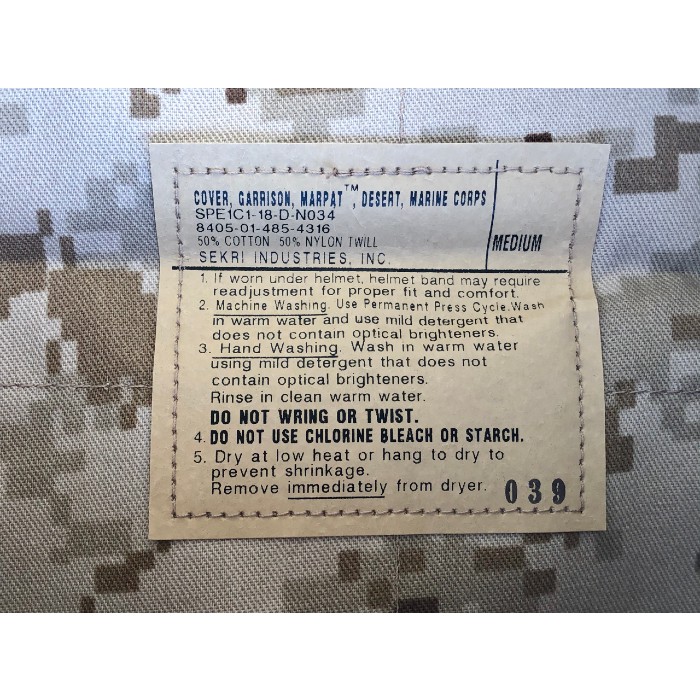 COVER, GARRISON, MARPAT™, DESERT, MARINE CORPS
SPE1C1-18-D-N034
8405-01-485-4316
50% COTTON 50% NYLON TWILL
SEKRI INDUSTRIES, INC.
MEDIUM
1. If worn under helmet, helmet band may require
readjustment for proper fit and comfort.
2. Machine Washing. Use Permanent Press Cycle. Wash
in warm water and use mild detergent that
does not contain optical brighteners.
3. Hand Washing. Wash in warm water
using mild detergent that does not
contain optical brighteners.
Rinse in clean warm water.
DO NOT WRING OR TWIST.
4. DO NOT USE CHLORINE BLEACH OR STARCH.
5. Dry at low heat or hang to dry to
prevent shrinkage.
Remove immediately from dryer.
039